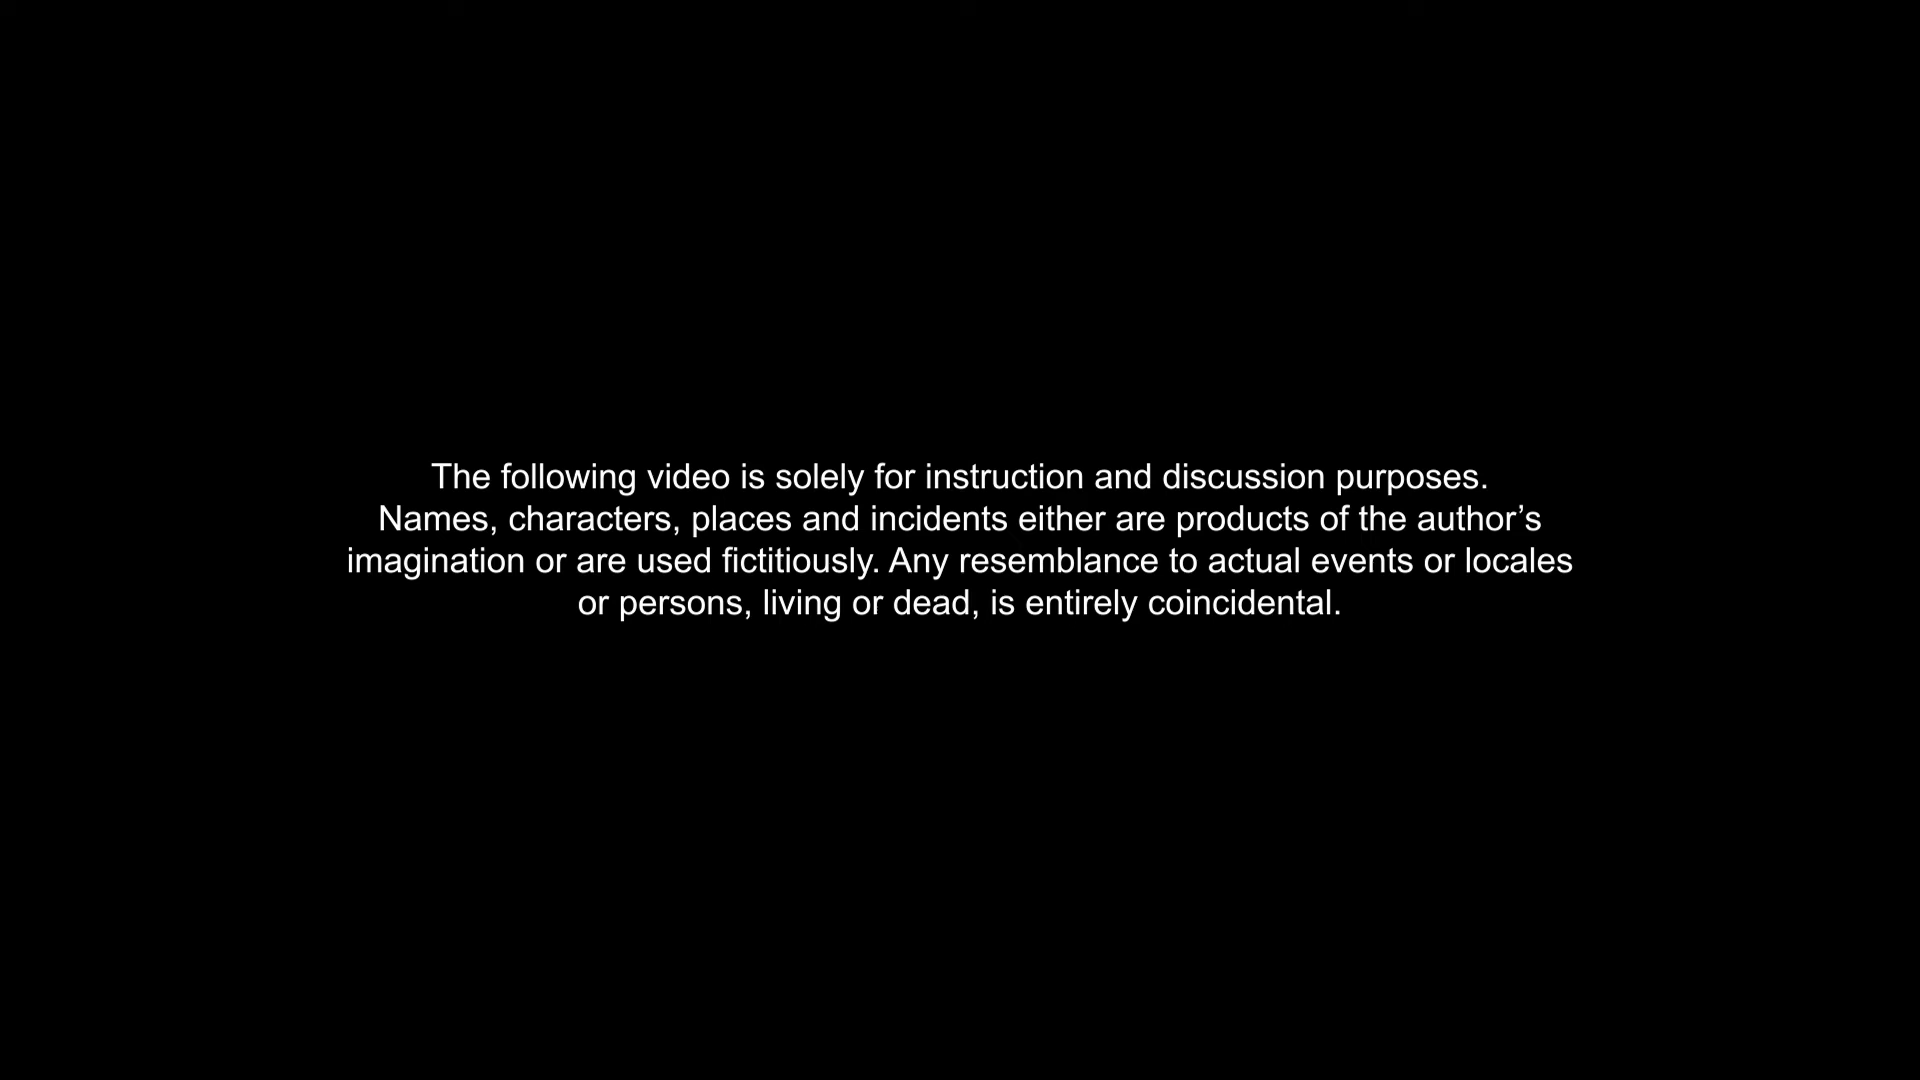 The following video is solely for instruction and discussion purposes.
Names, characters, places and incidents either are products of the author’s
imagination or are used fictitiously. Any resemblance to actual events or locales
or persons, living or dead, is entirely coincidental.